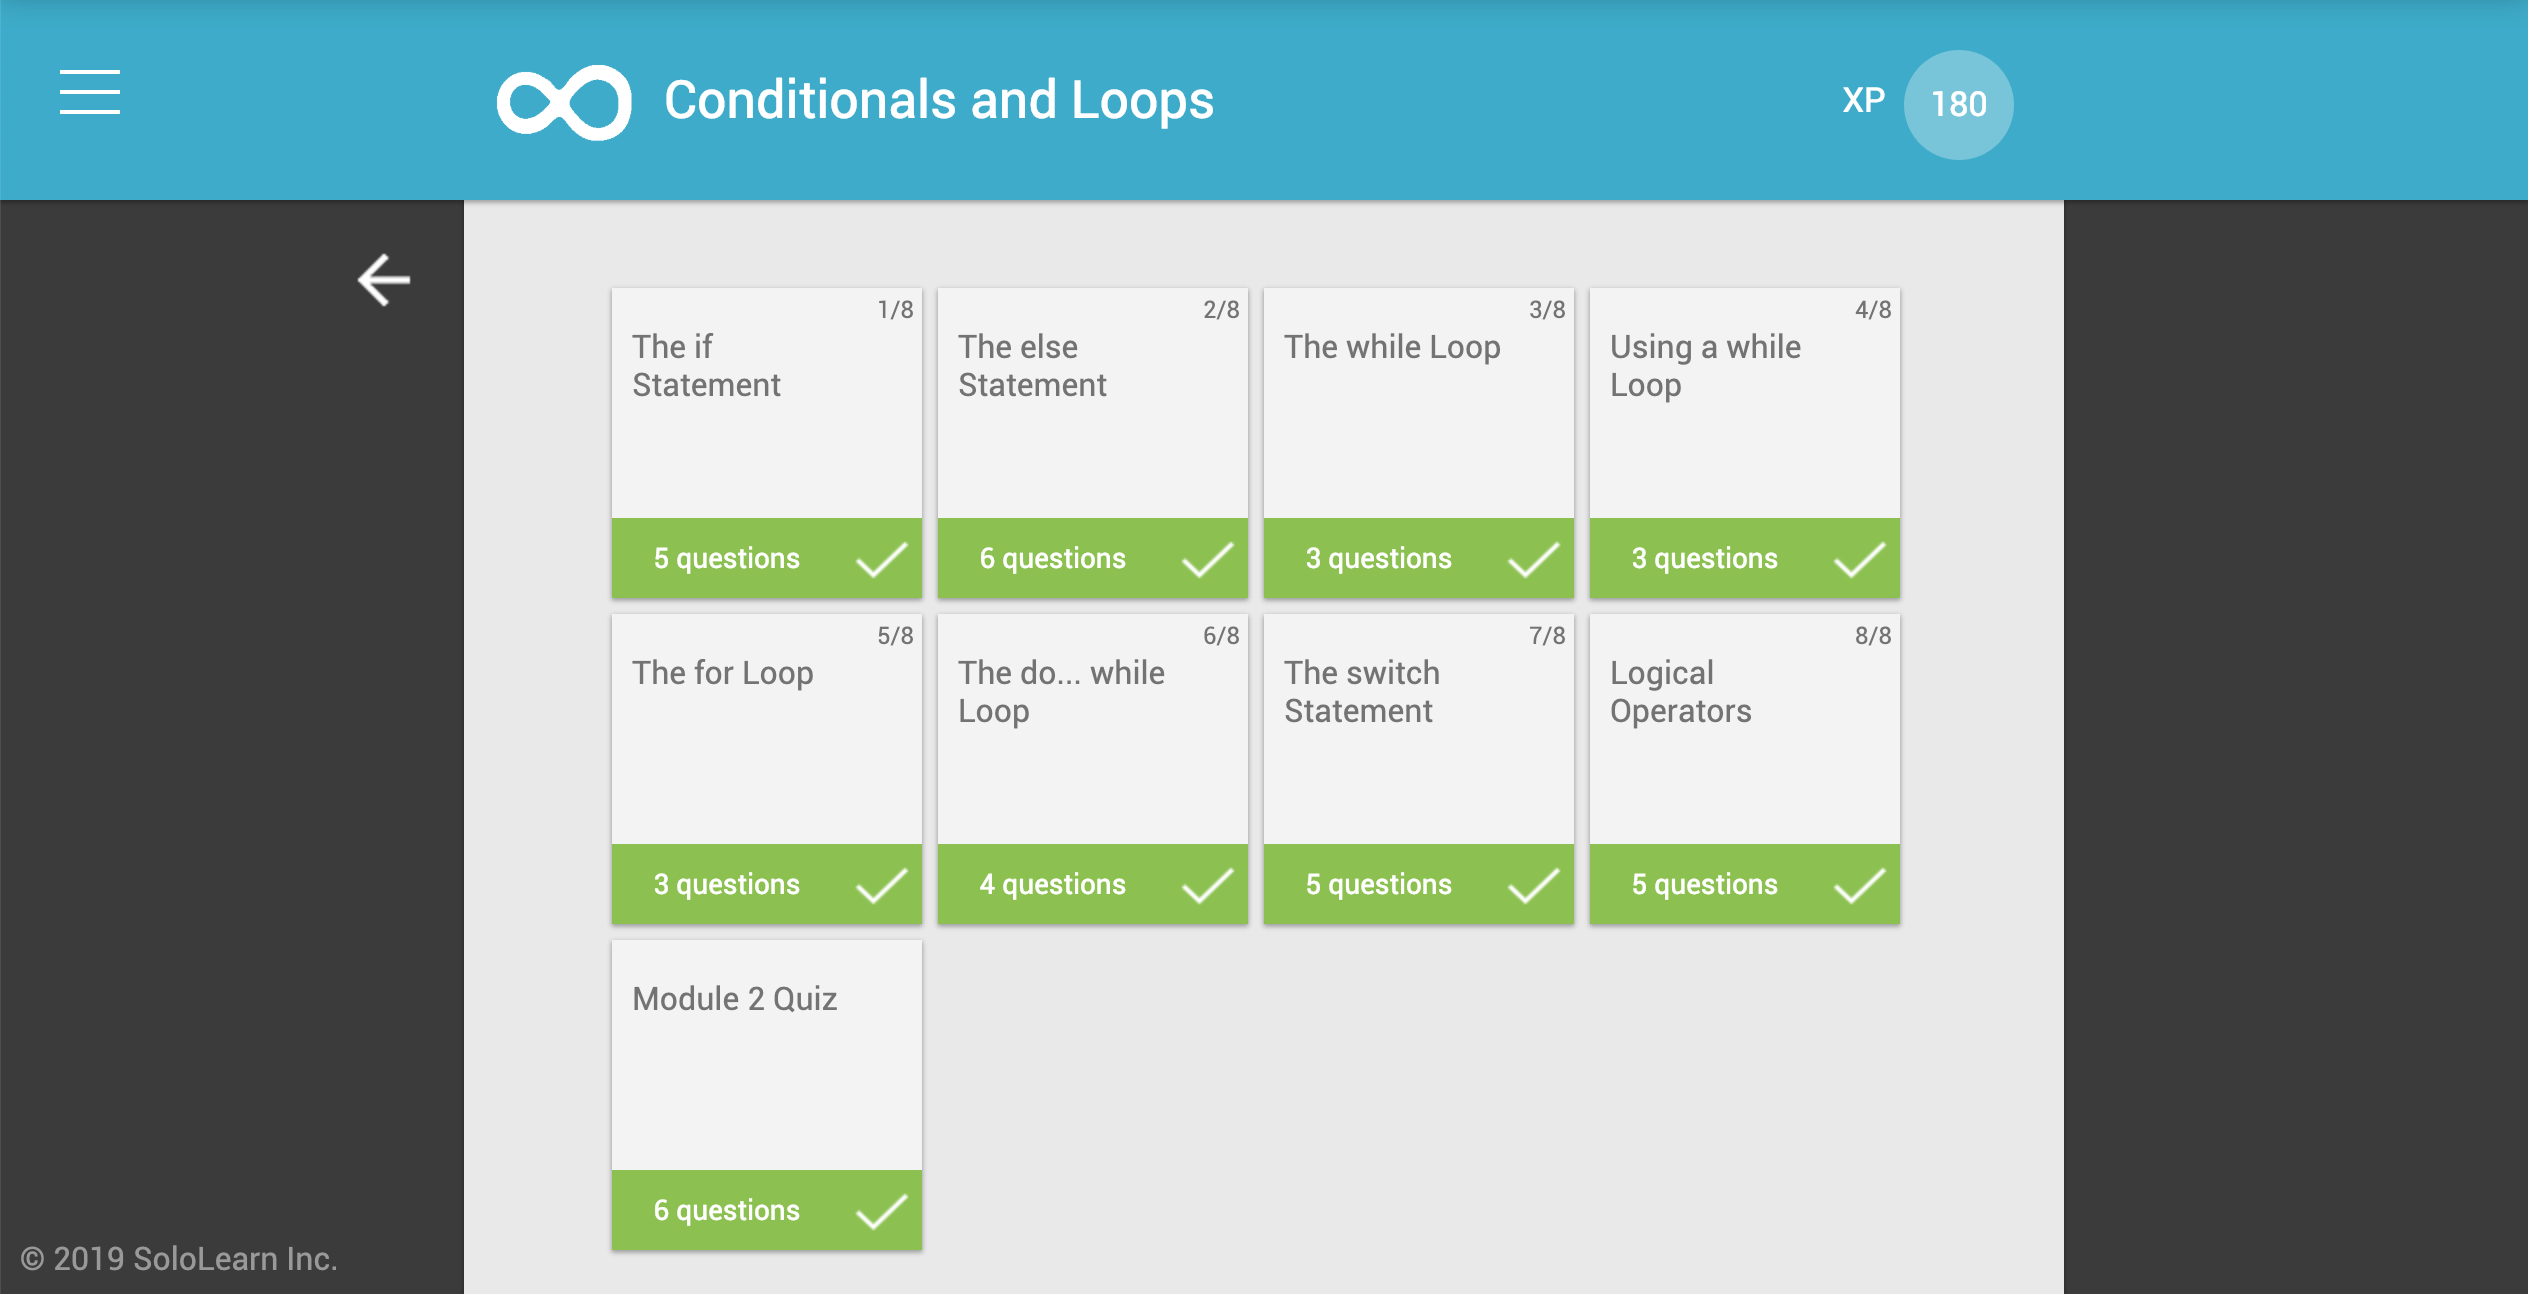 Conditionals and Loops
XP
180
1/8
The if
Statement
5 questions
2/8
The else
Statement
6 questions
3/8
The while Loop
3 questions
4/8
Using a while
Loop
3 questions
5/8
The for Loop
3 questions
6/8
The do... while
Loop
4 questions
7/8
The switch
Statement
5 questions
8/8
Logical
Operators
5 questions
Module 2 Quiz
6 questions
© 2019 SoloLearn Inc.